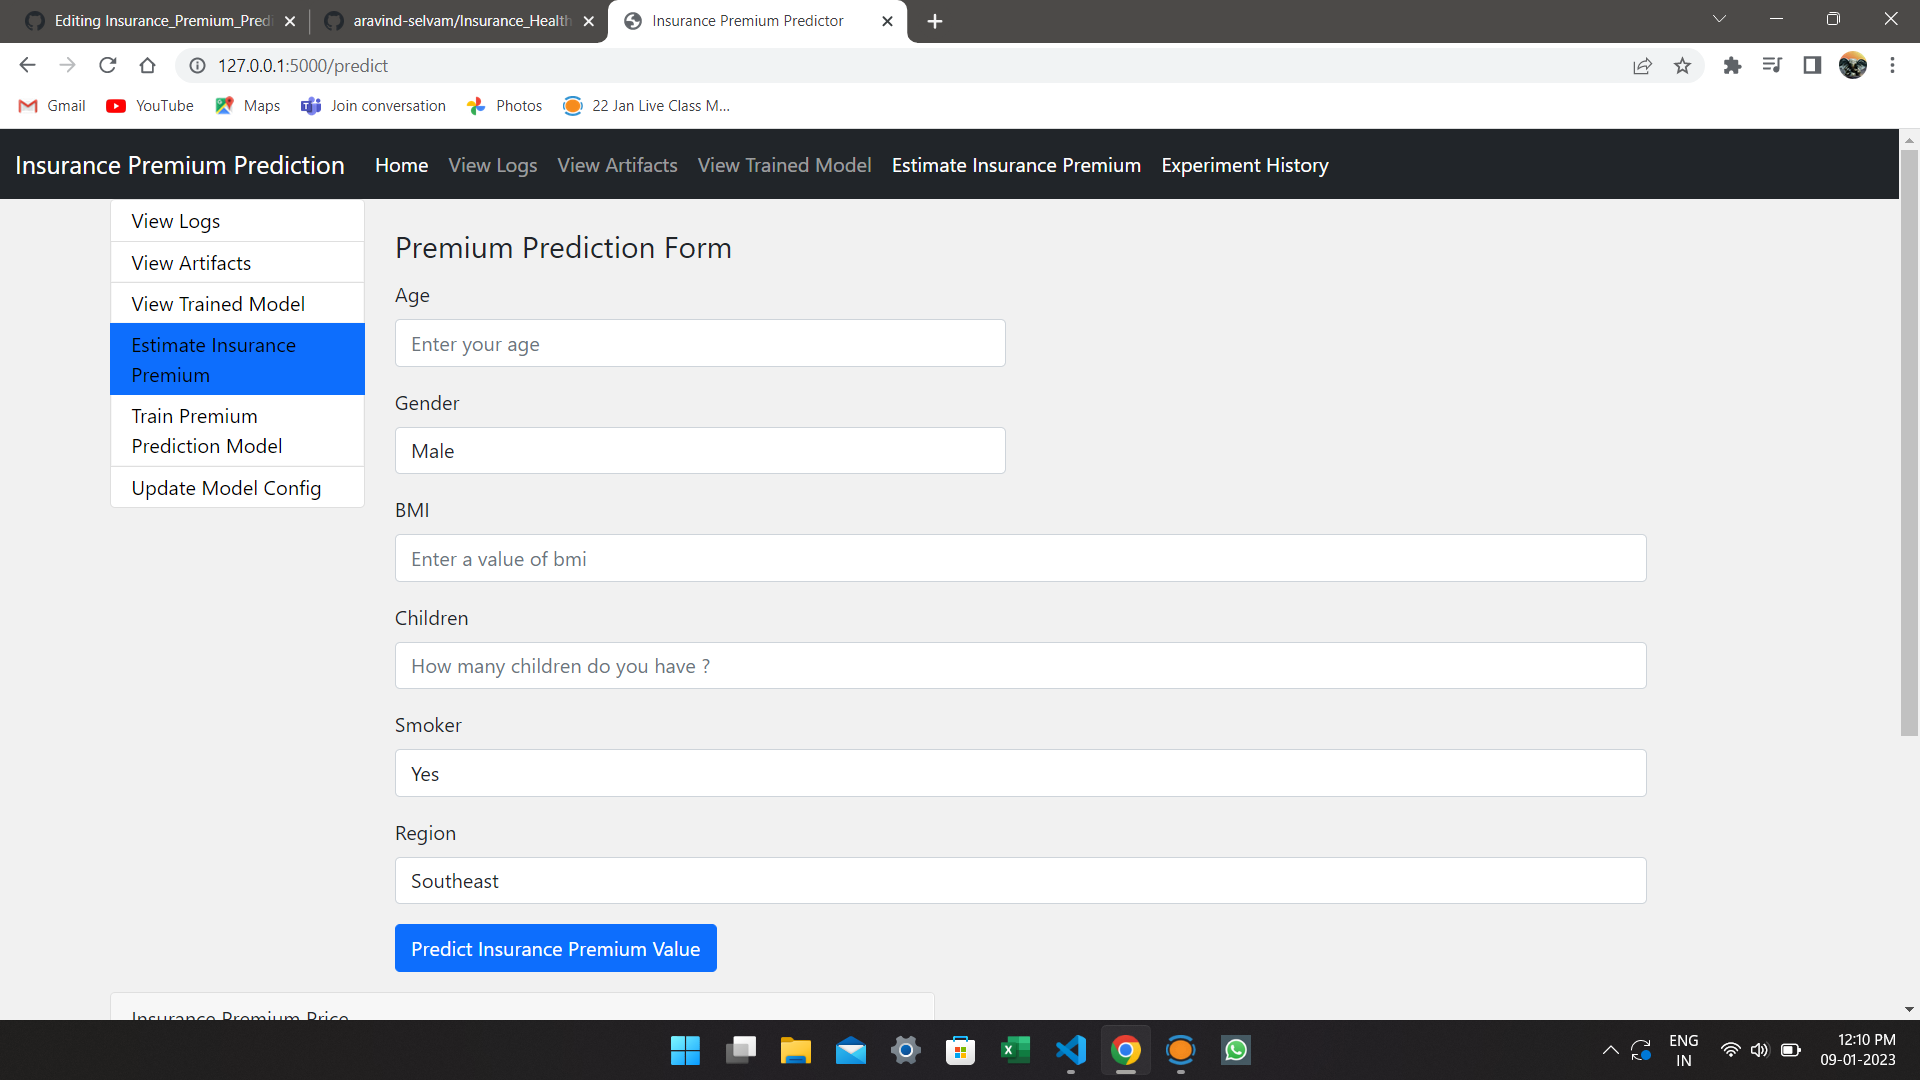 Editing Insurance_Premium_Predi
aravind-selvam/Insurance_Health
Insurance Premium Predictor
127.0.0.1:5000/predict
Gmail
YouTube
Maps
Join conversation
Photos
22 Jan Live Class M...
Insurance Premium Prediction
Home
View Logs
View Artifacts
View Trained Model
Estimate Insurance Premium
Experiment History
View Logs
View Artifacts
View Trained Model
Estimate Insurance
Premium
Train Premium
Prediction Model
Update Model Config
Premium Prediction Form
Age
Enter your age
Gender
Male
BMI
Enter a value of bmi
Children
How many children do you have ?
Smoker
Yes
Region
Southeast
Predict Insurance Premium Value
Insurance Premium Price
ENG
IN
12:10 PM
09-01-2023